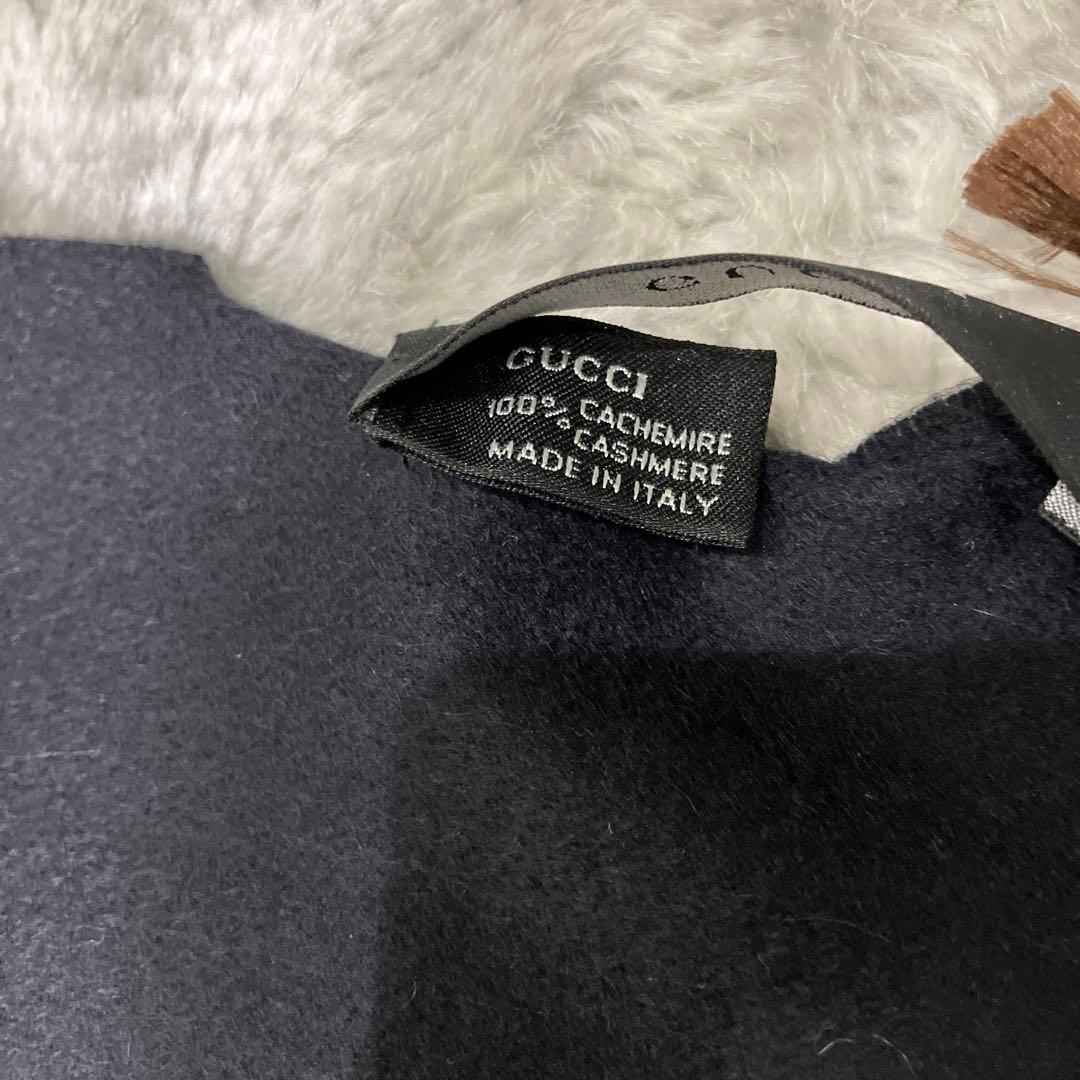 GUCCI
100% CACHEMIRE
CASHMERE
MADE IN ITALY